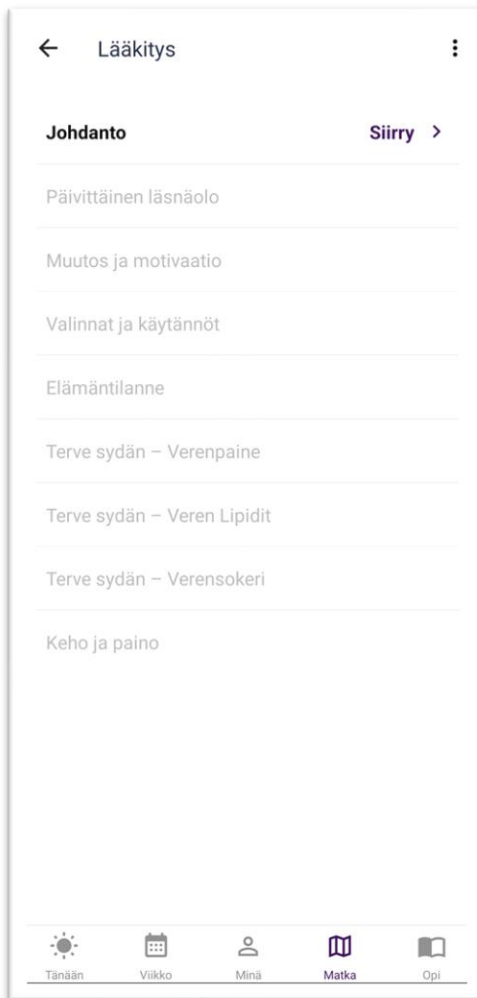 Lääkitys
Johdanto Siirry
Päivittäinen läsnäolo
Muutos ja motivaatio
Valinnat ja käytännöt
Elämäntilanne
Terve sydän – Verenpaine
Terve sydän – Veren Lipidit
Terve sydän – Verensokeri
Keho ja paino
Tänään Viikko Minä Matka Opi